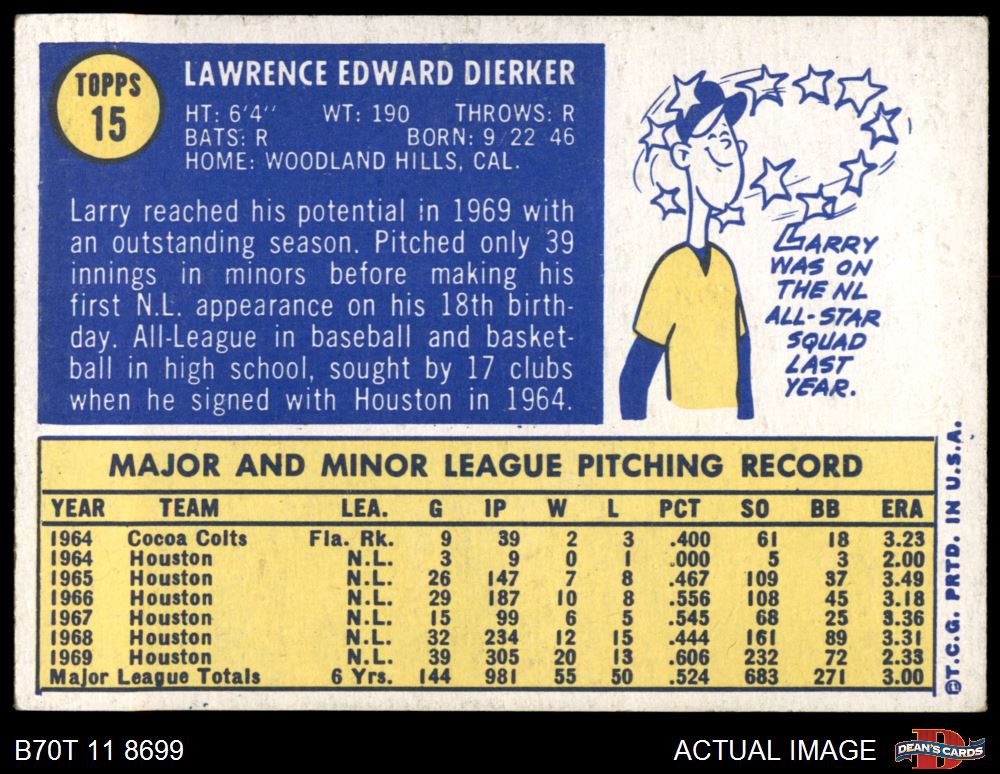 TOPPS
15
LAWRENCE EDWARD DIERKER
HT: 6'4'' WT: 190 THROWS: R
BATS: R BORN: 9 22 46
HOME: WOODLAND HILLS, CAL.
Larry reached his potential in 1969 with
an outstanding season. Pitched only 39
innings in minors before making his
first N.L. appearance on his 18th birth-
day. All-League in baseball and basket-
ball in high school, sought by 17 clubs
when he signed with Houston in 1964.
LARRY
WAS ON
THE NL
ALL-STAR
SQUAD
LAST
YEAR.
MAJOR AND MINOR LEAGUE PITCHING RECORD
YEAR TEAM LEA. G IP W L PCT SO BB ERA
1964 Cocoa Colts Fla. Rk. 9 39 2 3 .400 61 18 3.23
1964 Houston N.L. 3 9 0 1 .000 5 3 2.00
1965 Houston N.L. 26 147 7 8 .467 109 37 3.49
1966 Houston N.L. 29 187 10 8 .556 108 45 3.18
1967 Houston N.L. 15 99 6 5 .545 68 25 3.36
1968 Houston N.L. 32 234 12 15 .444 161 89 3.31
1969 Houston N.L. 39 305 20 13 .606 232 72 2.33
Major League Totals 6 Yrs. 144 981 55 50 .524 683 271 3.00
©T.C.G. PRTD. IN U.S.A.
B70T 11 8699
ACTUAL IMAGE
D
DEAN'S CARDS